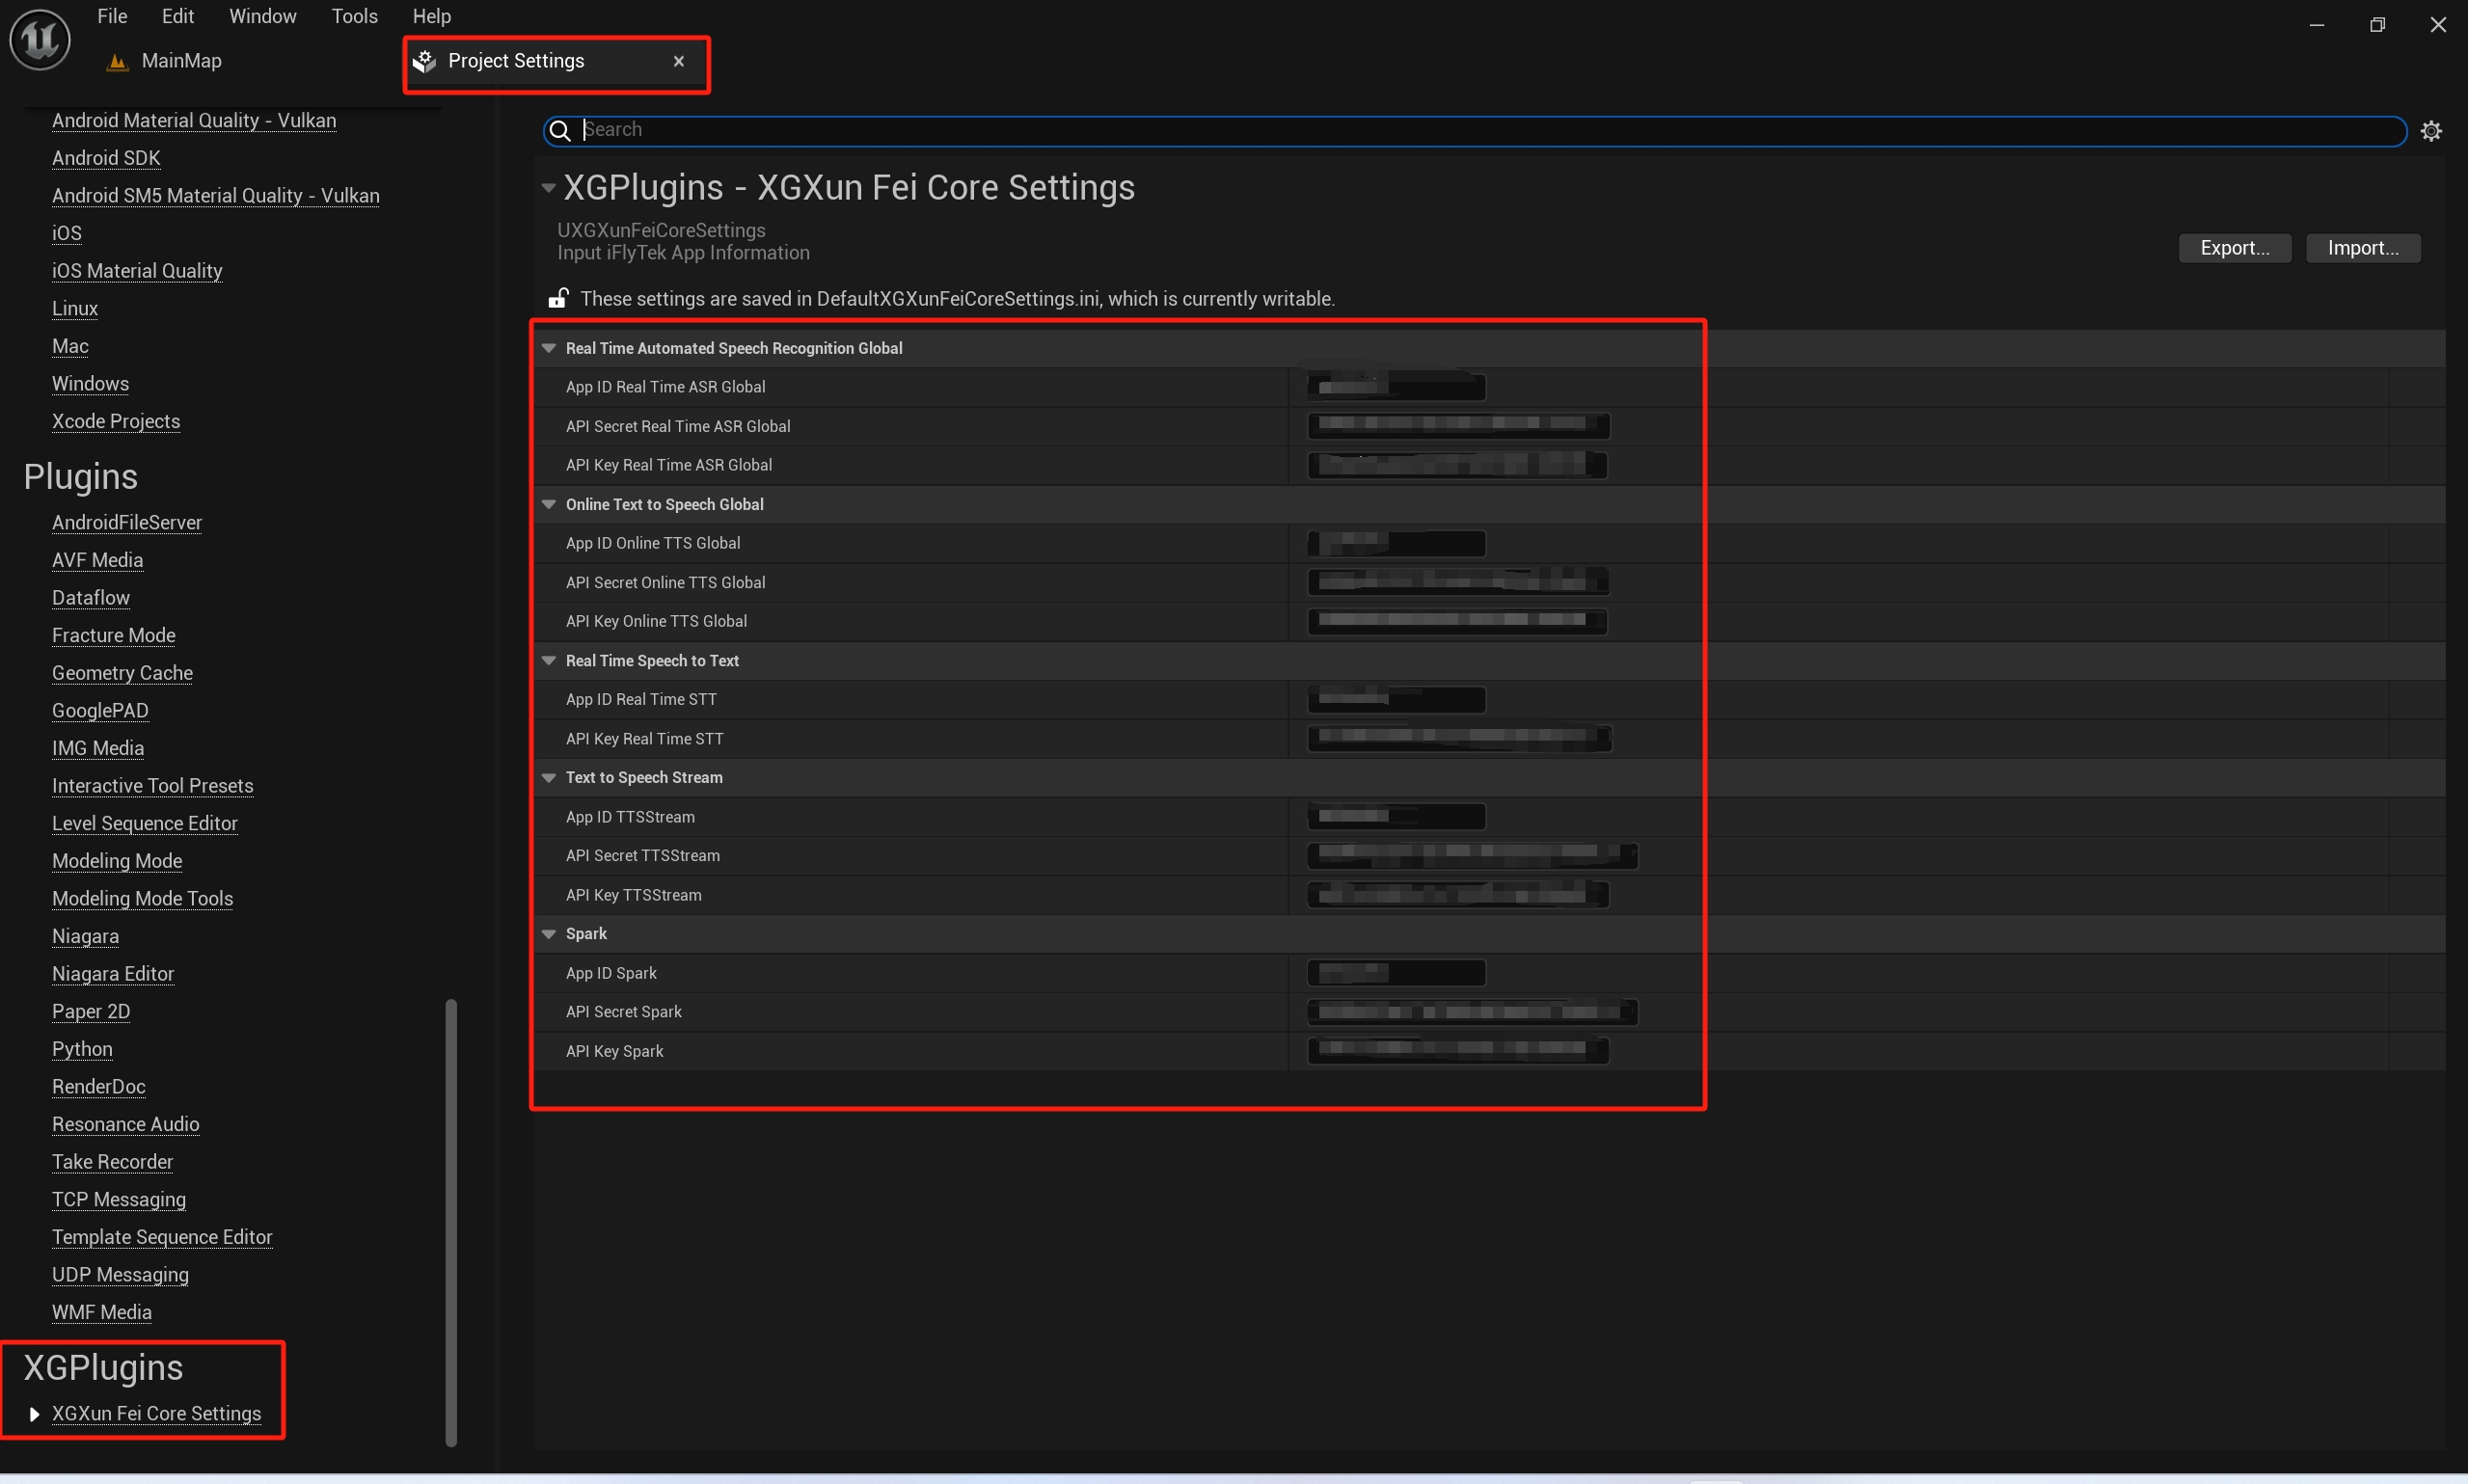 File Edit Window Tools Help
MainMap
Project Settings
Android Material Quality - Vulkan
Android SDK
Android SM5 Material Quality - Vulkan
iOS
iOS Material Quality
Linux
Mac
Windows
Xcode Projects
Plugins
AndroidFileServer
AVF Media
Dataflow
Fracture Mode
Geometry Cache
GooglePAD
IMG Media
Interactive Tool Presets
Level Sequence Editor
Modeling Mode
Modeling Mode Tools
Niagara
Niagara Editor
Paper 2D
Python
RenderDoc
Resonance Audio
Take Recorder
TCP Messaging
Template Sequence Editor
UDP Messaging
WMF Media
XGPlugins
XGXun Fei Core Settings
Search
XGPlugins - XGXun Fei Core Settings
UXGXunFeiCoreSettings
Input iFlyTek App Information
Export...
Import...
These settings are saved in DefaultXGXunFeiCoreSettings.ini, which is currently writable.
Real Time Automated Speech Recognition Global
App ID Real Time ASR Global
API Secret Real Time ASR Global
API Key Real Time ASR Global
Online Text to Speech Global
App ID Online TTS Global
API Secret Online TTS Global
API Key Online TTS Global
Real Time Speech to Text
App ID Real Time STT
API Key Real Time STT
Text to Speech Stream
App ID TTSStream
API Secret TTSStream
API Key TTSStream
Spark
App ID Spark
API Secret Spark
API Key Spark